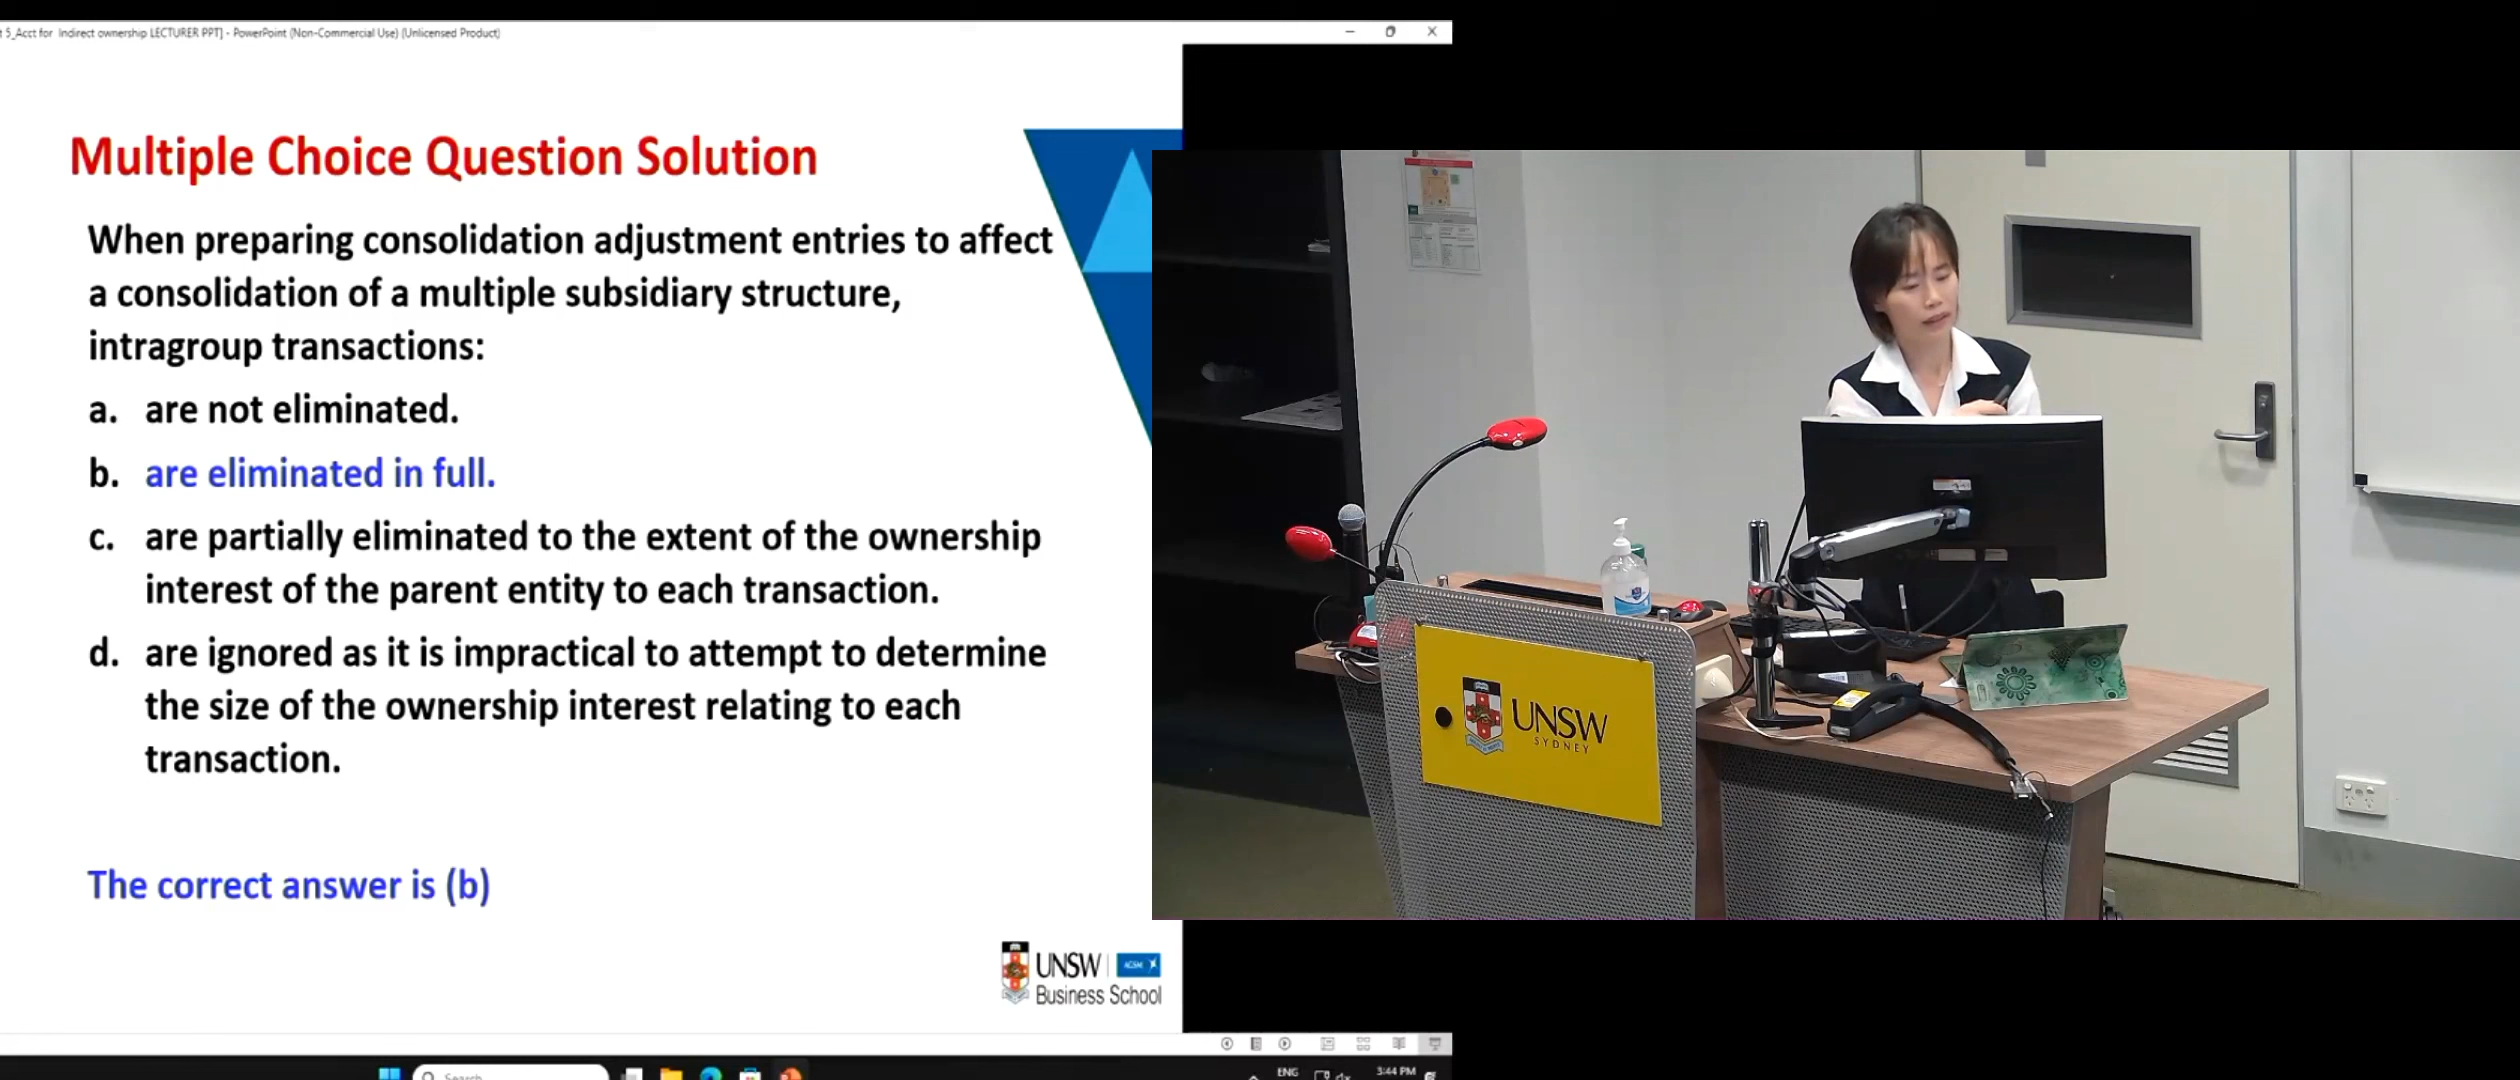 t 5_Acct for Indirect ownership LECTURER PPT] - PowerPoint (Non-Commercial Use) (Unlicensed Product)
Multiple Choice Question Solution
When preparing consolidation adjustment entries to affect
a consolidation of a multiple subsidiary structure,
intragroup transactions:
a. are not eliminated.
b. are eliminated in full.
c. are partially eliminated to the extent of the ownership
interest of the parent entity to each transaction.
d. are ignored as it is impractical to attempt to determine
the size of the ownership interest relating to each
transaction.
The correct answer is (b)
UNSW
AGSM
Business School
UNSW
SYDNEY
Search
ENG
3:44 PM